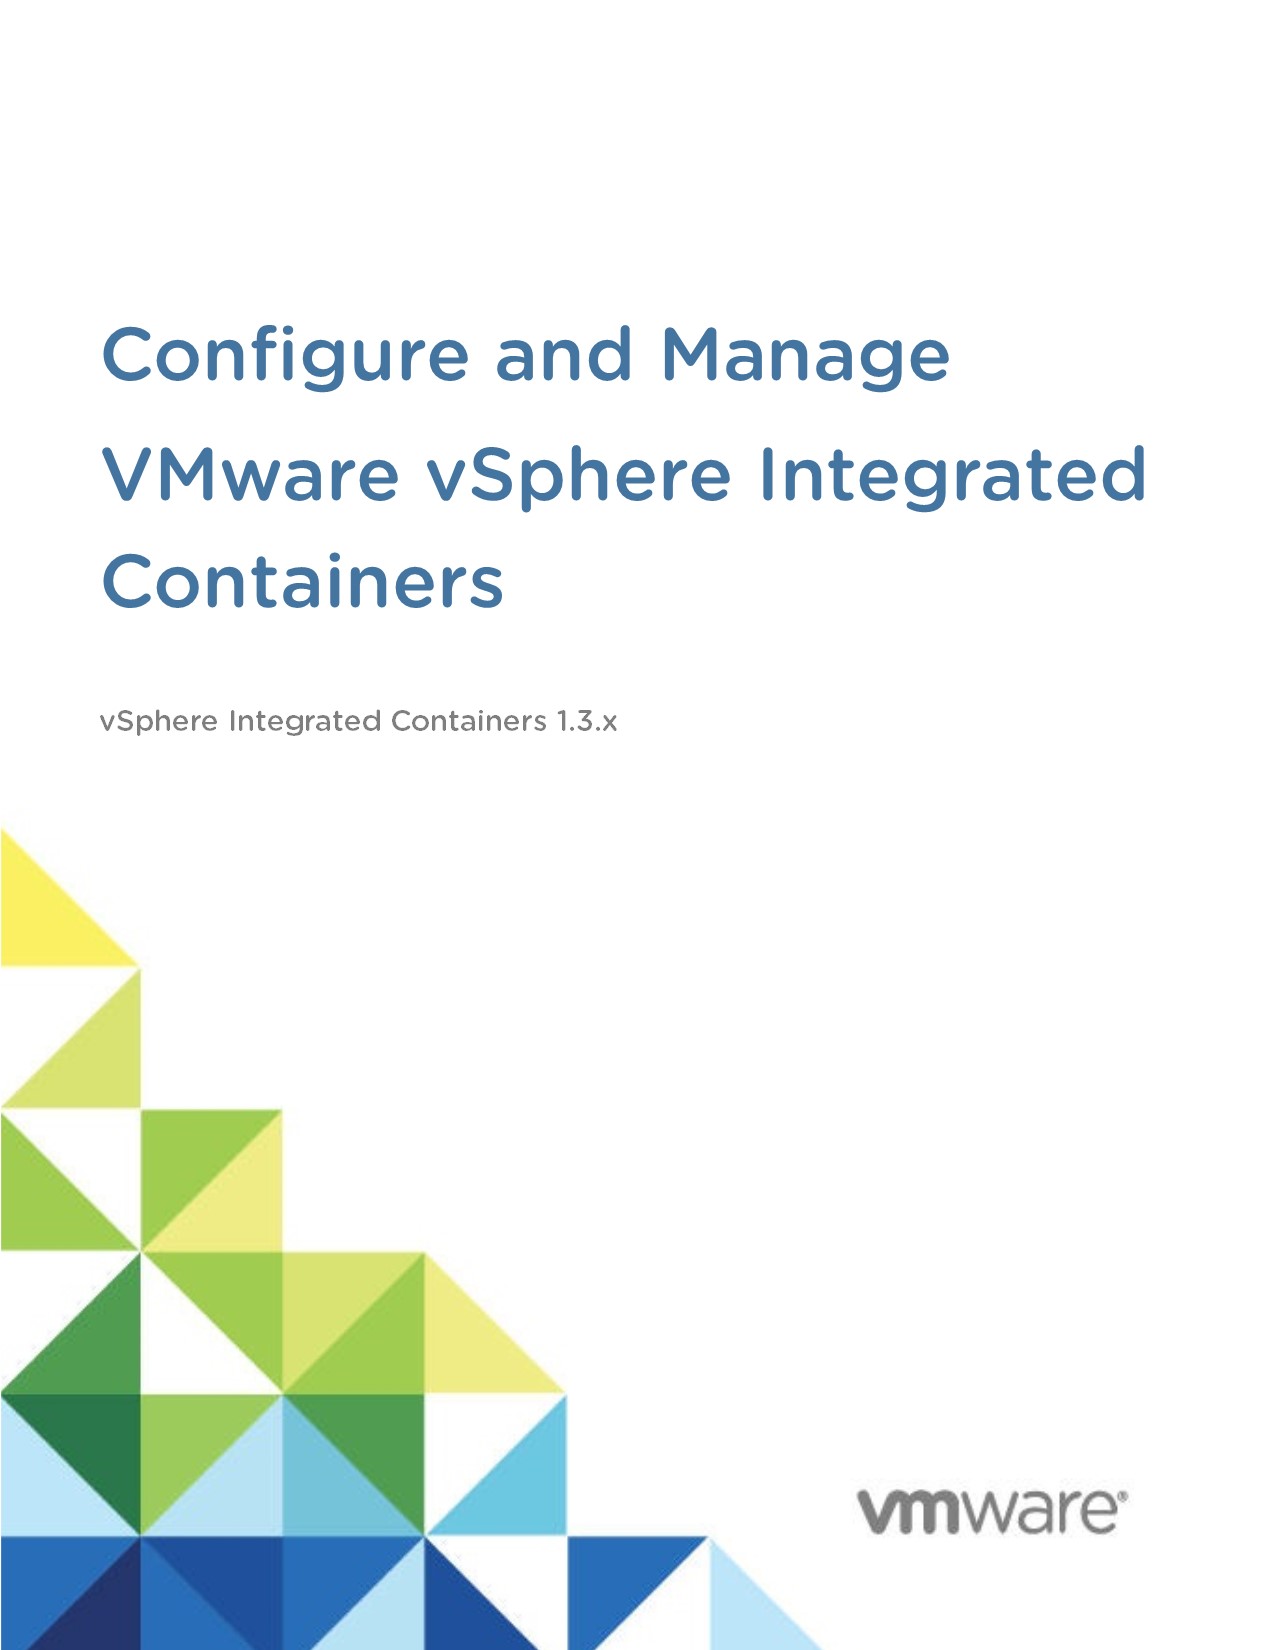 Configure and Manage
VMware vSphere Integrated
Containers
vSphere Integrated Containers 1.3.x
vmware®